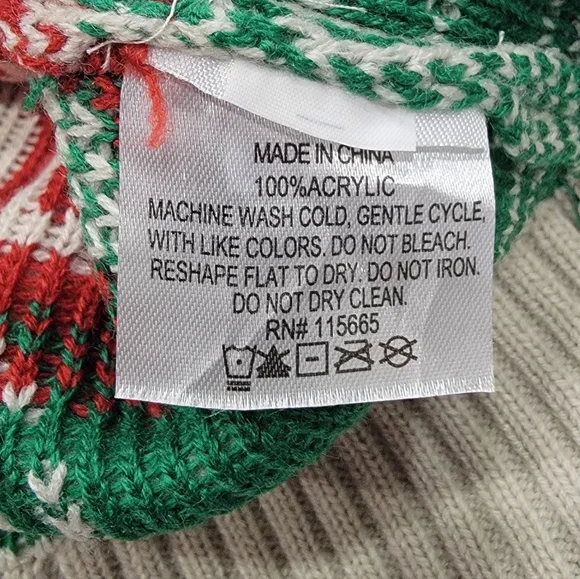 MADE IN CHINA
100%ACRYLIC
MACHINE WASH COLD, GENTLE CYCLE,
WITH LIKE COLORS. DO NOT BLEACH.
RESHAPE FLAT TO DRY. DO NOT IRON.
DO NOT DRY CLEAN.
RN# 115665